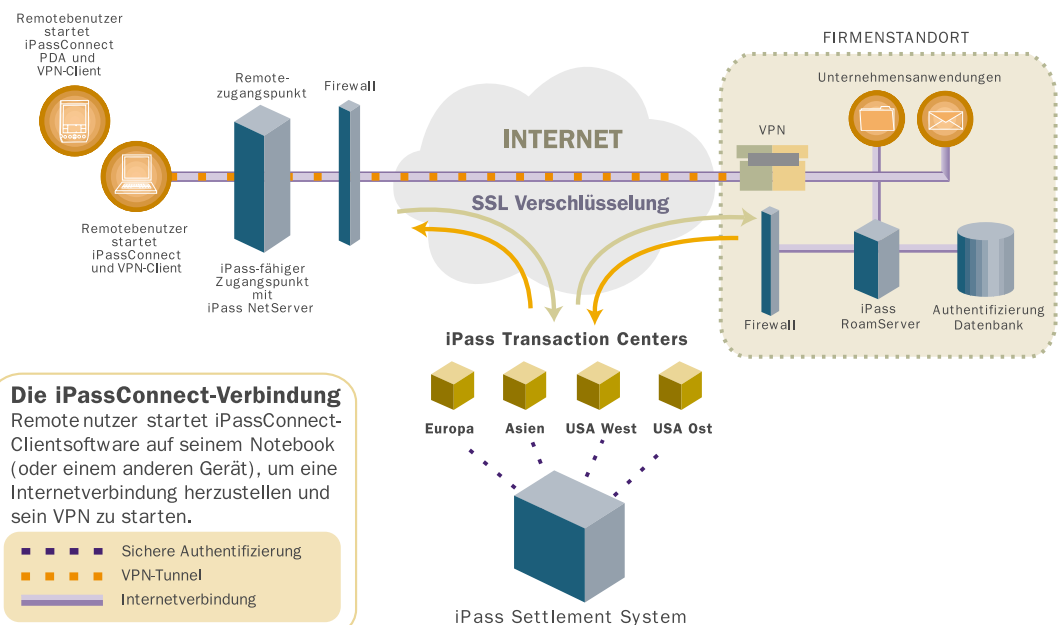 Remotebenutzer
startet
iPassConnect
PDA und
VPN-Client
Remote-
zugangspunkt
Firewall
FIRMENSTANDORT
Unternehmensanwendungen
VPN
INTERNET
SSL Verschlüsselung
Remotebenutzer
startet
iPassConnect
und VPN-Client
iPass-fähiger
Zugangspunkt
mit
iPass NetServer
Firewall
iPass
RoamServer
Authentifizierung
Datenbank
iPass Transaction Centers
Europa
Asien
USA West
USA Ost
iPass Settlement System
Die iPassConnect-Verbindung
Remote nutzer startet iPassConnect-
Clientsoftware auf seinem Notebook
(oder einem anderen Gerät), um eine
Internetverbindung herzustellen und
sein VPN zu starten.
Sichere Authentifizierung
VPN-Tunnel
Internetverbindung